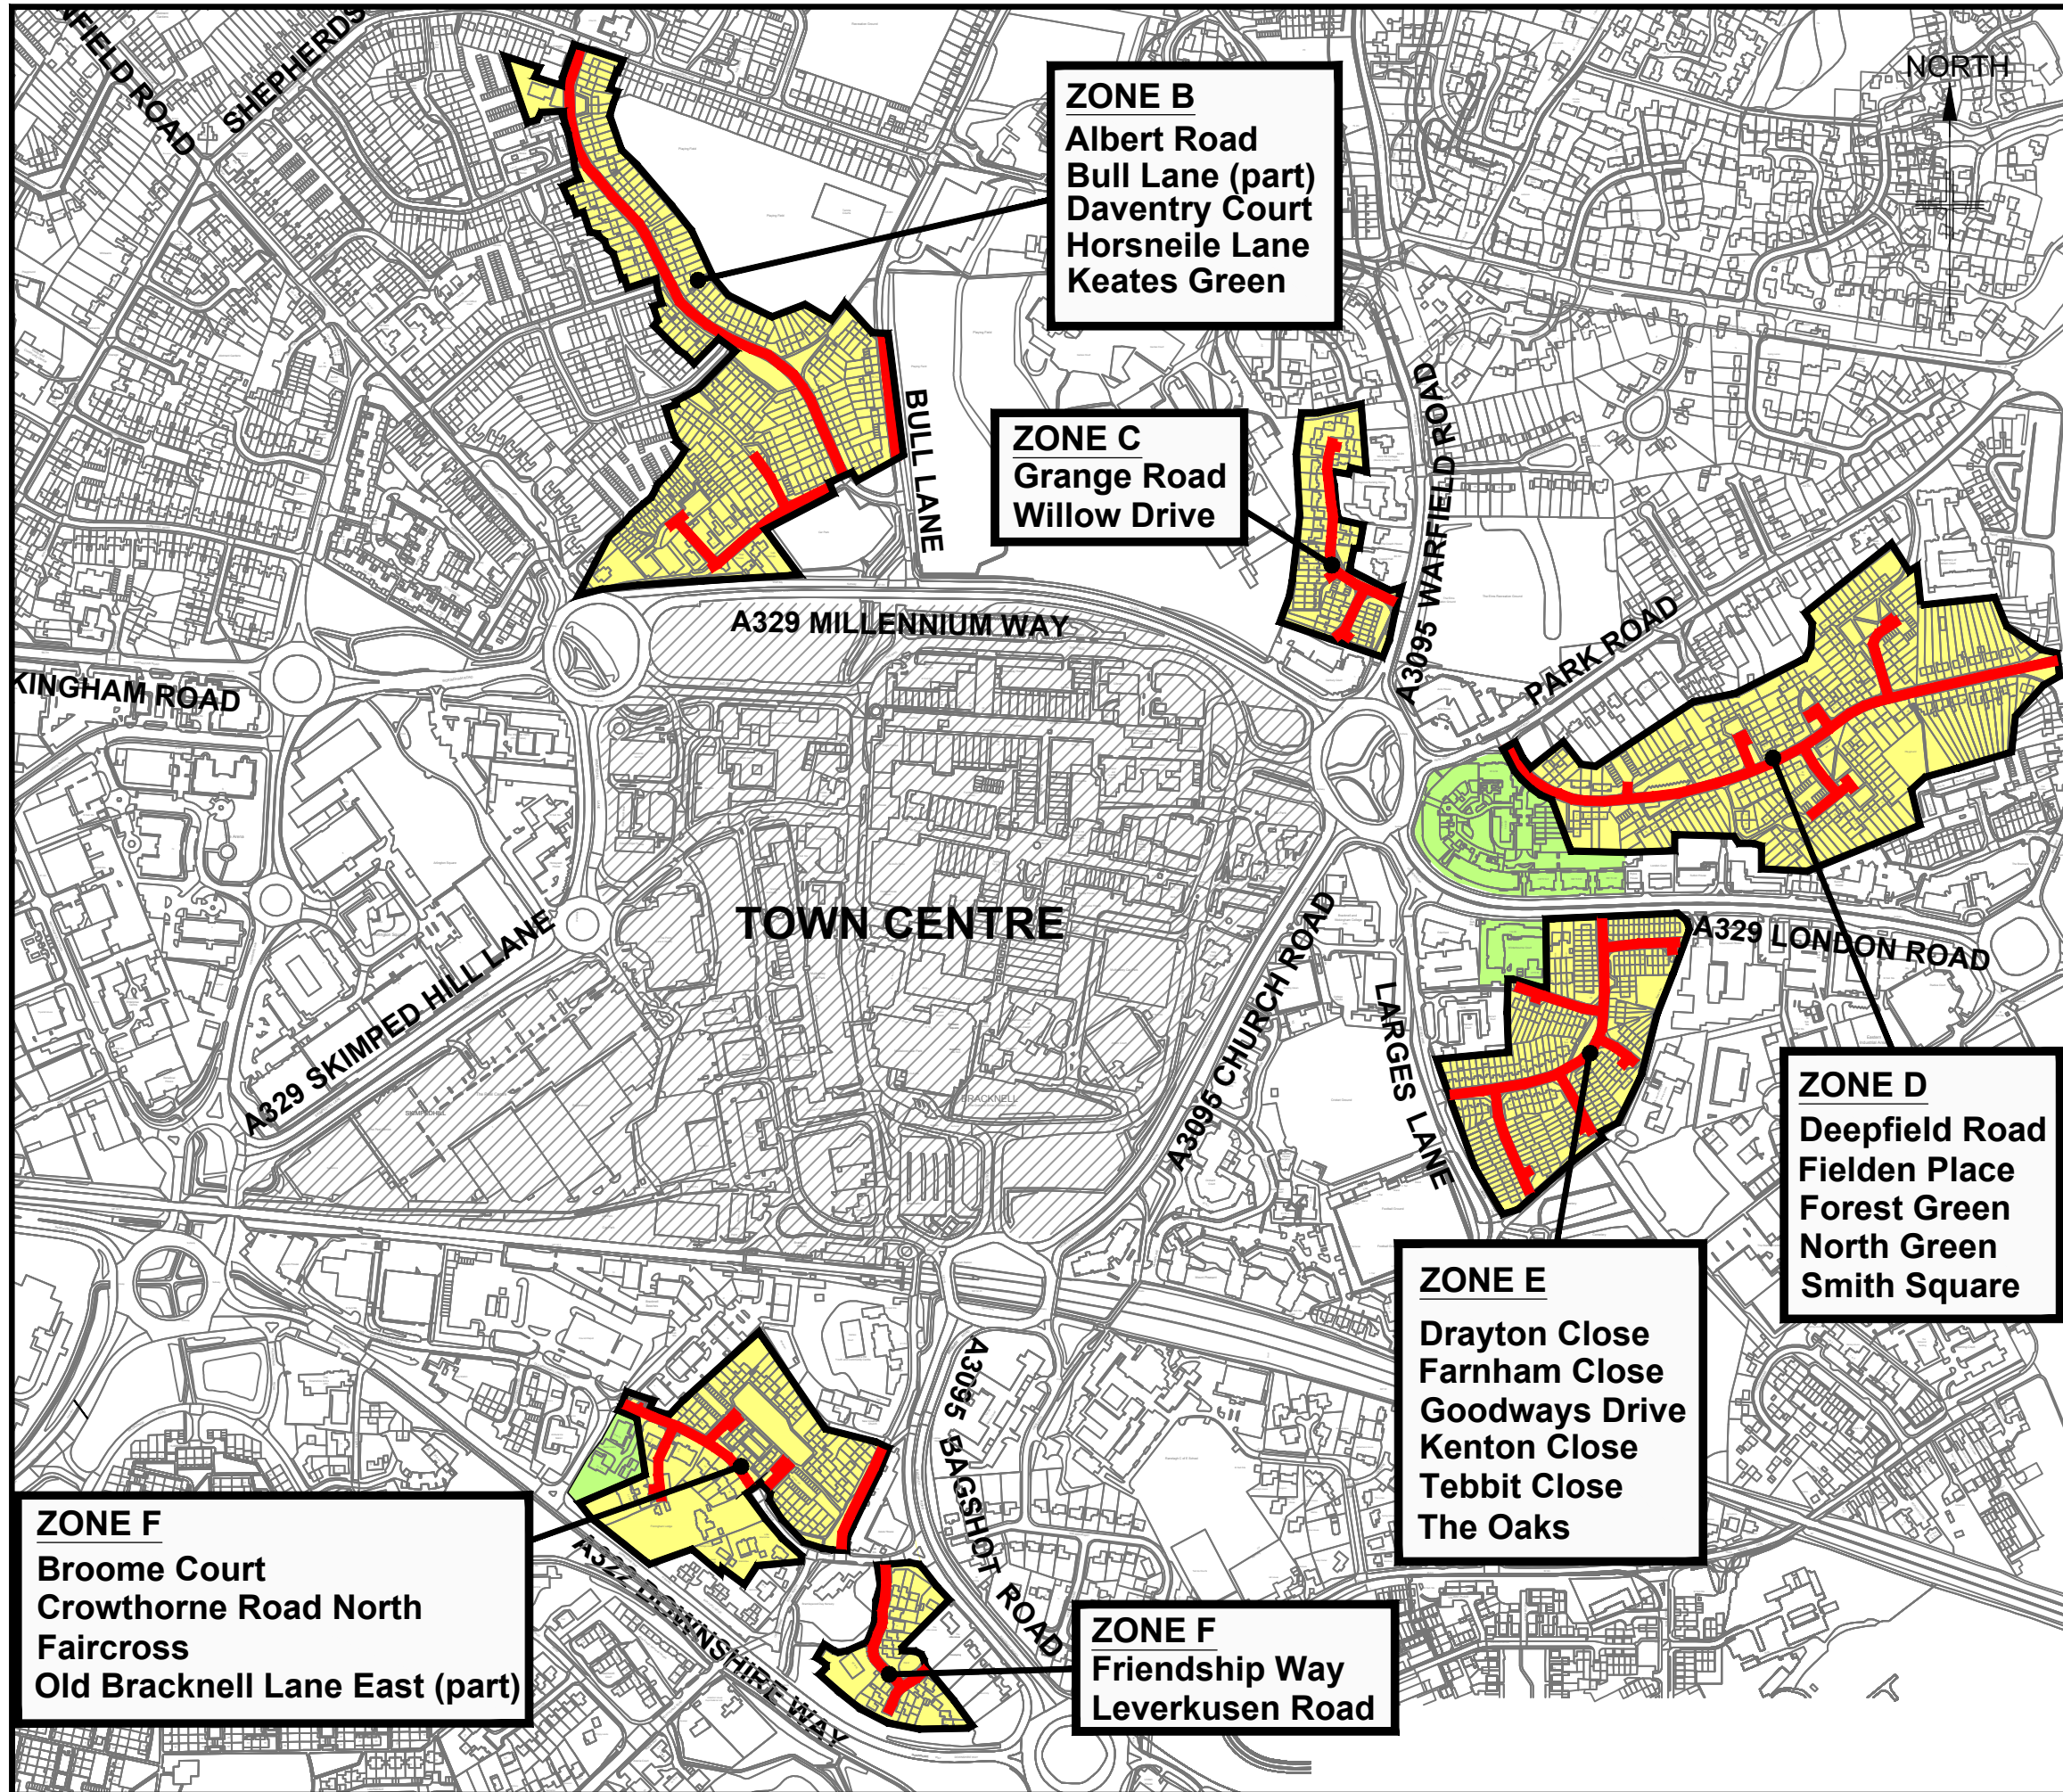 NFIELD ROAD
SHEPHERDS
NORTH
ZONE B
Albert Road
Bull Lane (part)
Daventry Court
Horsneile Lane
Keates Green
BULL LANE
ZONE C
Grange Road
Willow Drive
A3095 WARFIELD ROAD
A329 MILLENNIUM WAY
PARK ROAD
KINGHAM ROAD
TOWN CENTRE
A329 SKIMPED HILL LANE
A3095 CHURCH ROAD
LARGES LANE
A329 LONDON ROAD
BRACKNELL
ZONE D
Deepfield Road
Fielden Place
Forest Green
North Green
Smith Square
ZONE E
Drayton Close
Farnham Close
Goodways Drive
Kenton Close
Tebbit Close
The Oaks
A3095 BAGSHOT ROAD
ZONE F
Broome Court
Crowthorne Road North
Faircross
Old Bracknell Lane East (part)
A322 DOWNSHIRE WAY
ZONE F
Friendship Way
Leverkusen Road